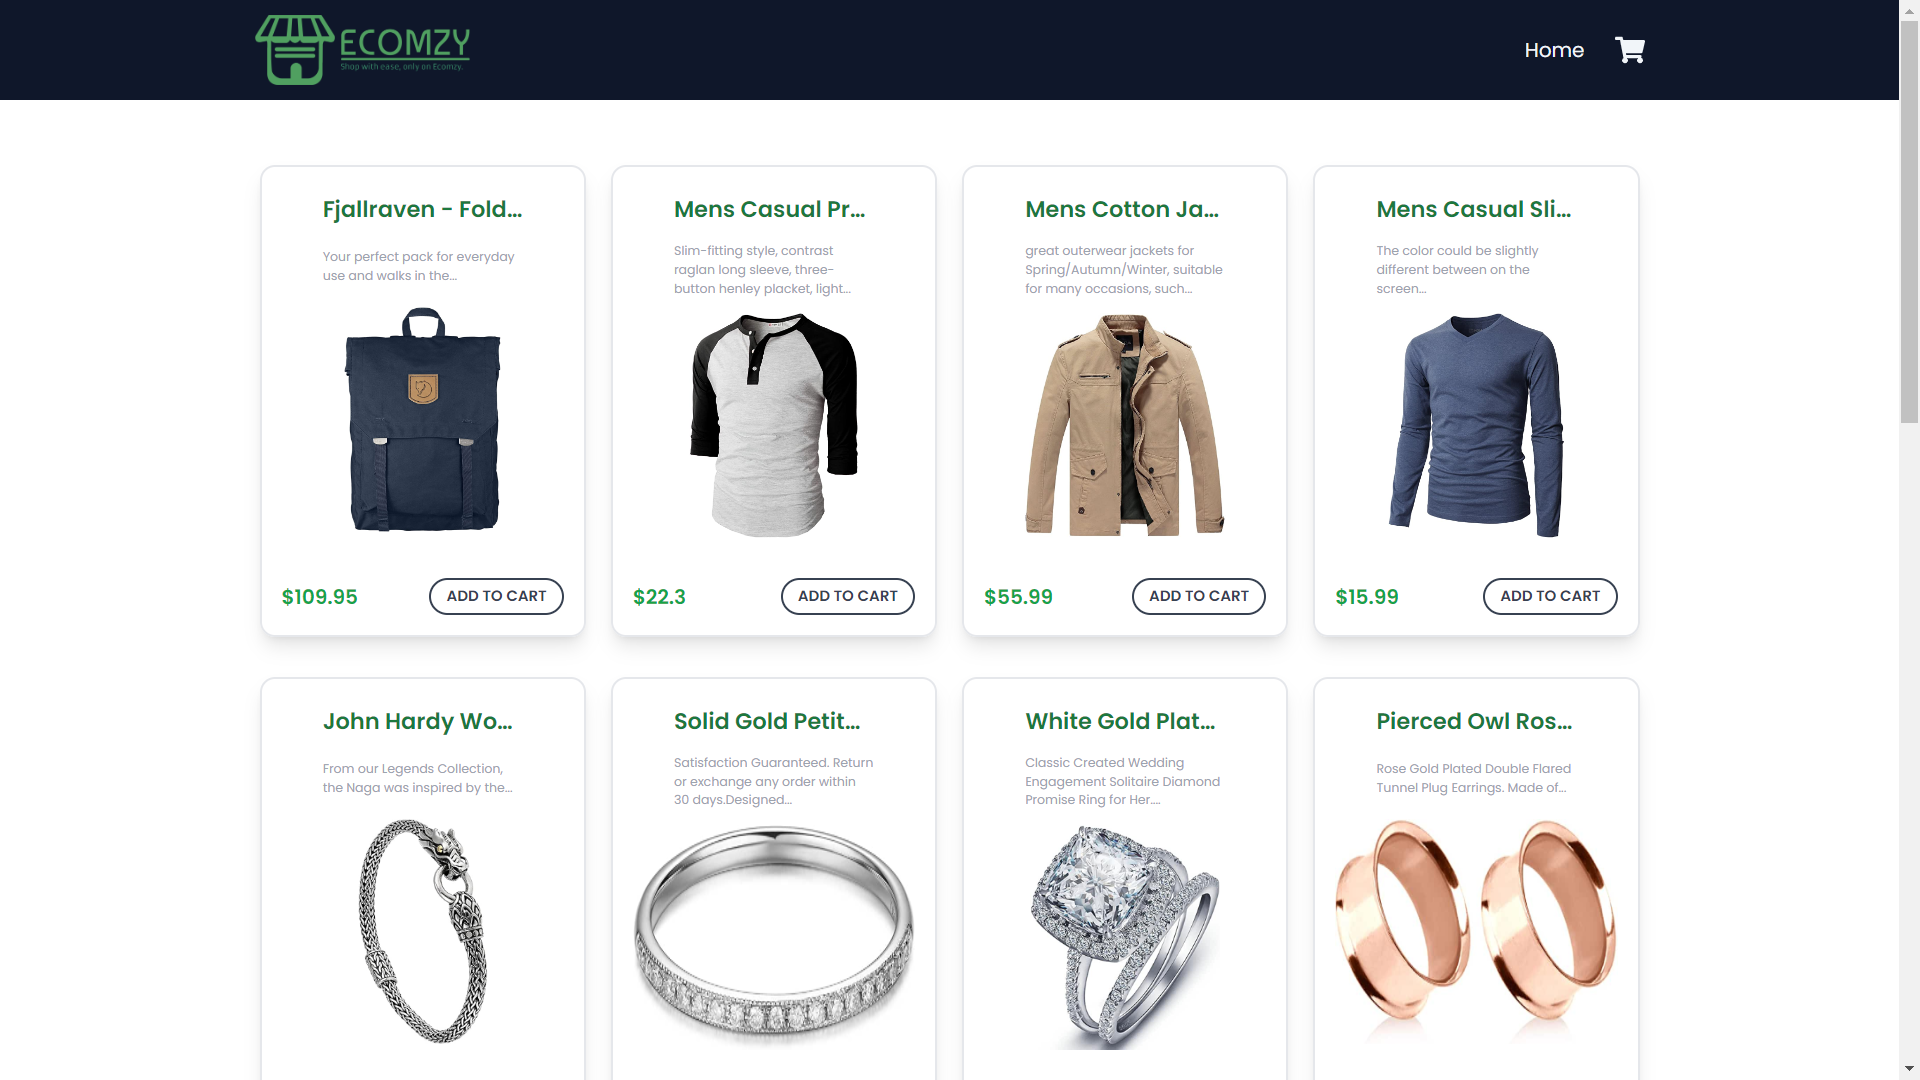 ECOMZY
Shop with ease, only on Ecomzy.
Home
Fjallraven - Fold...
Your perfect pack for everyday
use and walks in the...
$109.95
ADD TO CART
Mens Casual Pr...
Slim-fitting style, contrast
raglan long sleeve, three-
button henley placket, light...
$22.3
ADD TO CART
Mens Cotton Ja...
great outerwear jackets for
Spring/Autumn/Winter, suitable
for many occasions, such...
$55.99
ADD TO CART
Mens Casual Sli...
The color could be slightly
different between on the
screen...
$15.99
ADD TO CART
John Hardy Wo...
From our Legends Collection,
the Naga was inspired by the...
Solid Gold Petit...
Satisfaction Guaranteed. Return
or exchange any order within
30 days.Designed...
White Gold Plat...
Classic Created Wedding
Engagement Solitaire Diamond
Promise Ring for Her....
Pierced Owl Ros...
Rose Gold Plated Double Flared
Tunnel Plug Earrings. Made of...